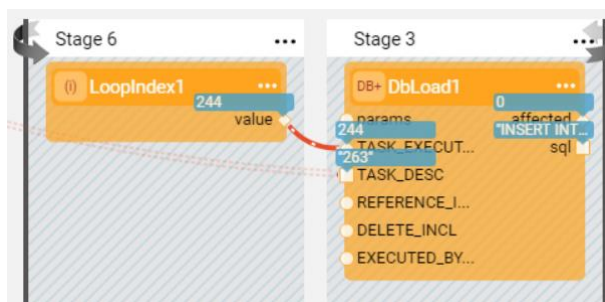 Stage 6
Stage 3
(i) LoopIndex1
DB+ DbLoad1
244
0
value
params
affected
244
"INSERT INT...
TASK_EXECUT...
sql
"263"
TASK_DESC
REFERENCE_I...
DELETE_INCL
EXECUTED_BY...